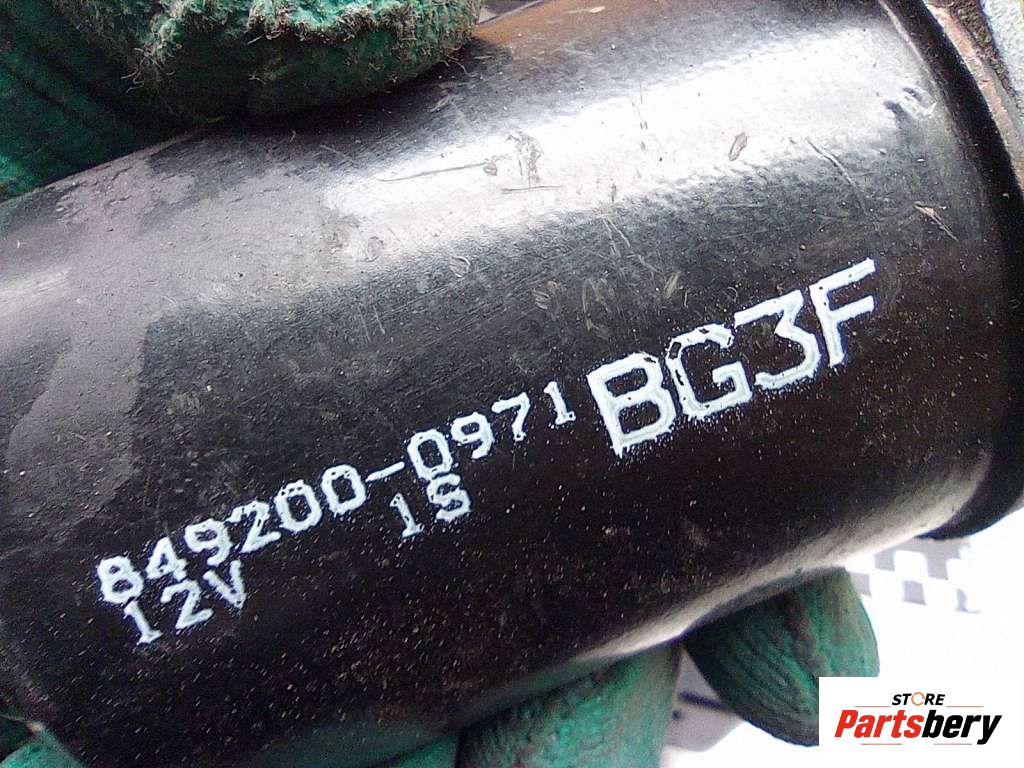 849200-0971 BG3F
12V 1S
STORE
Partsbery